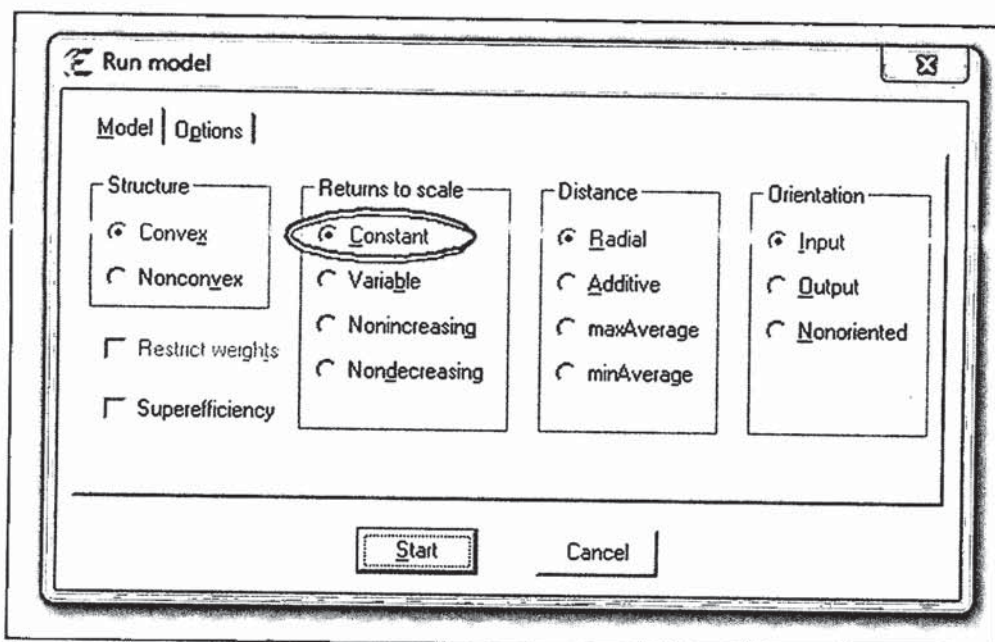 Run model
Model
Options
Structure
Convex
Nonconvex
Restrict weights
Superefficiency
Returns to scale
Constant
Variable
Nonincreasing
Nondecreasing
Distance
Radial
Additive
maxAverage
minAverage
Orientation
Input
Output
Nonoriented
Start
Cancel